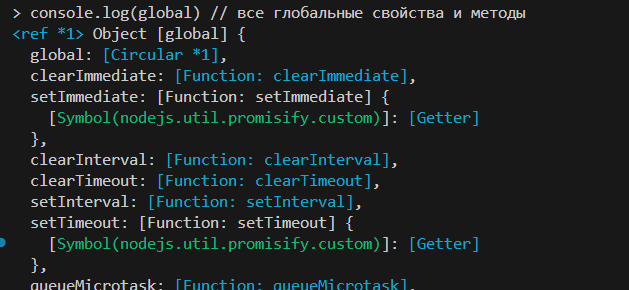 > console.log(global) // все глобальные свойства и методы
<ref *1> Object [global] {
  global: [Circular *1],
  clearImmediate: [Function: clearImmediate],
  setImmediate: [Function: setImmediate] {
    [Symbol(nodejs.util.promisify.custom)]: [Getter]
  },
  clearInterval: [Function: clearInterval],
  clearTimeout: [Function: clearTimeout],
  setInterval: [Function: setInterval],
  setTimeout: [Function: setTimeout] {
    [Symbol(nodejs.util.promisify.custom)]: [Getter]
  },
  queueMicrotask: [Function: queueMicrotask],